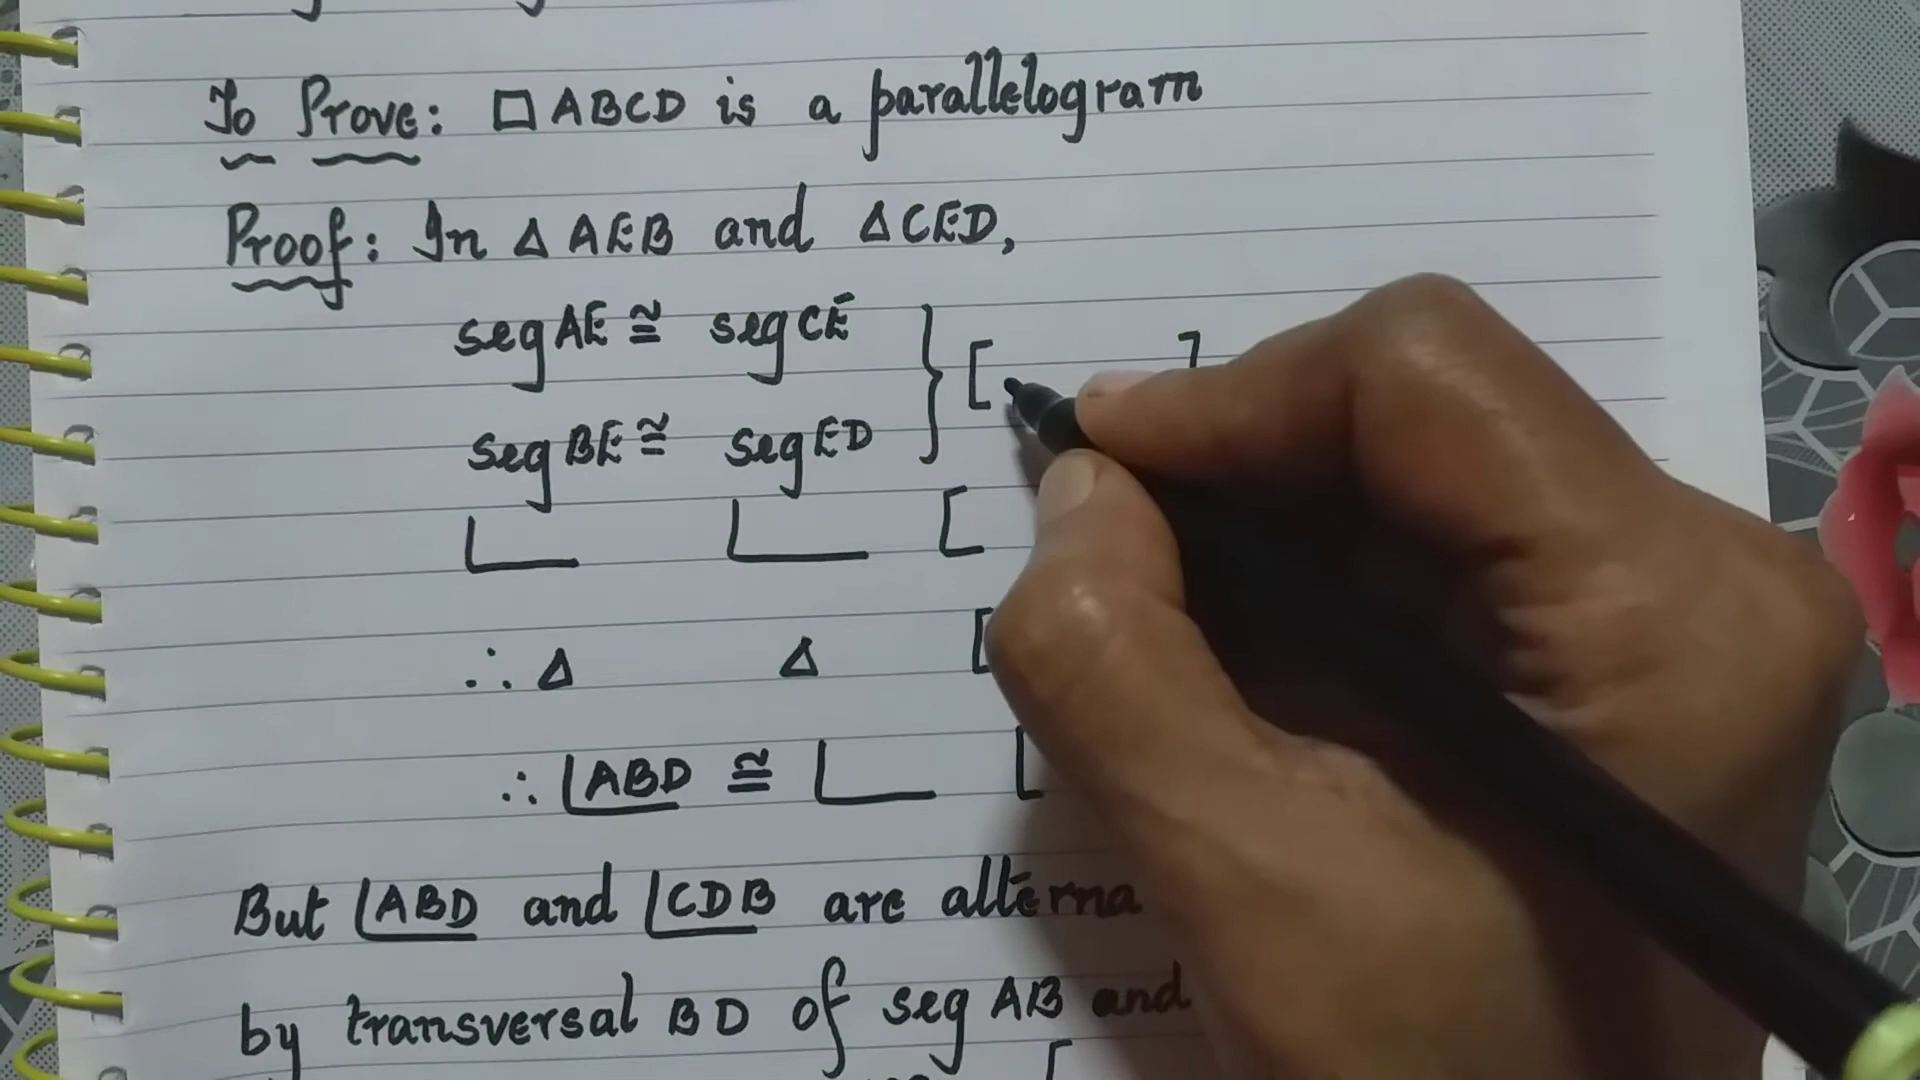 To Prove: □ ABCD is a parallelogram
Proof: In Δ AEB and ΔCED,
seg AE ≅ seg CE } [ ]
seg BE ≅ seg ED
∠ ∠ [
∴ Δ Δ [
∴ ∠ABD ≅ ∠ [
But ∠ABD and ∠CDB are alterna
by transversal BD of seg AB and